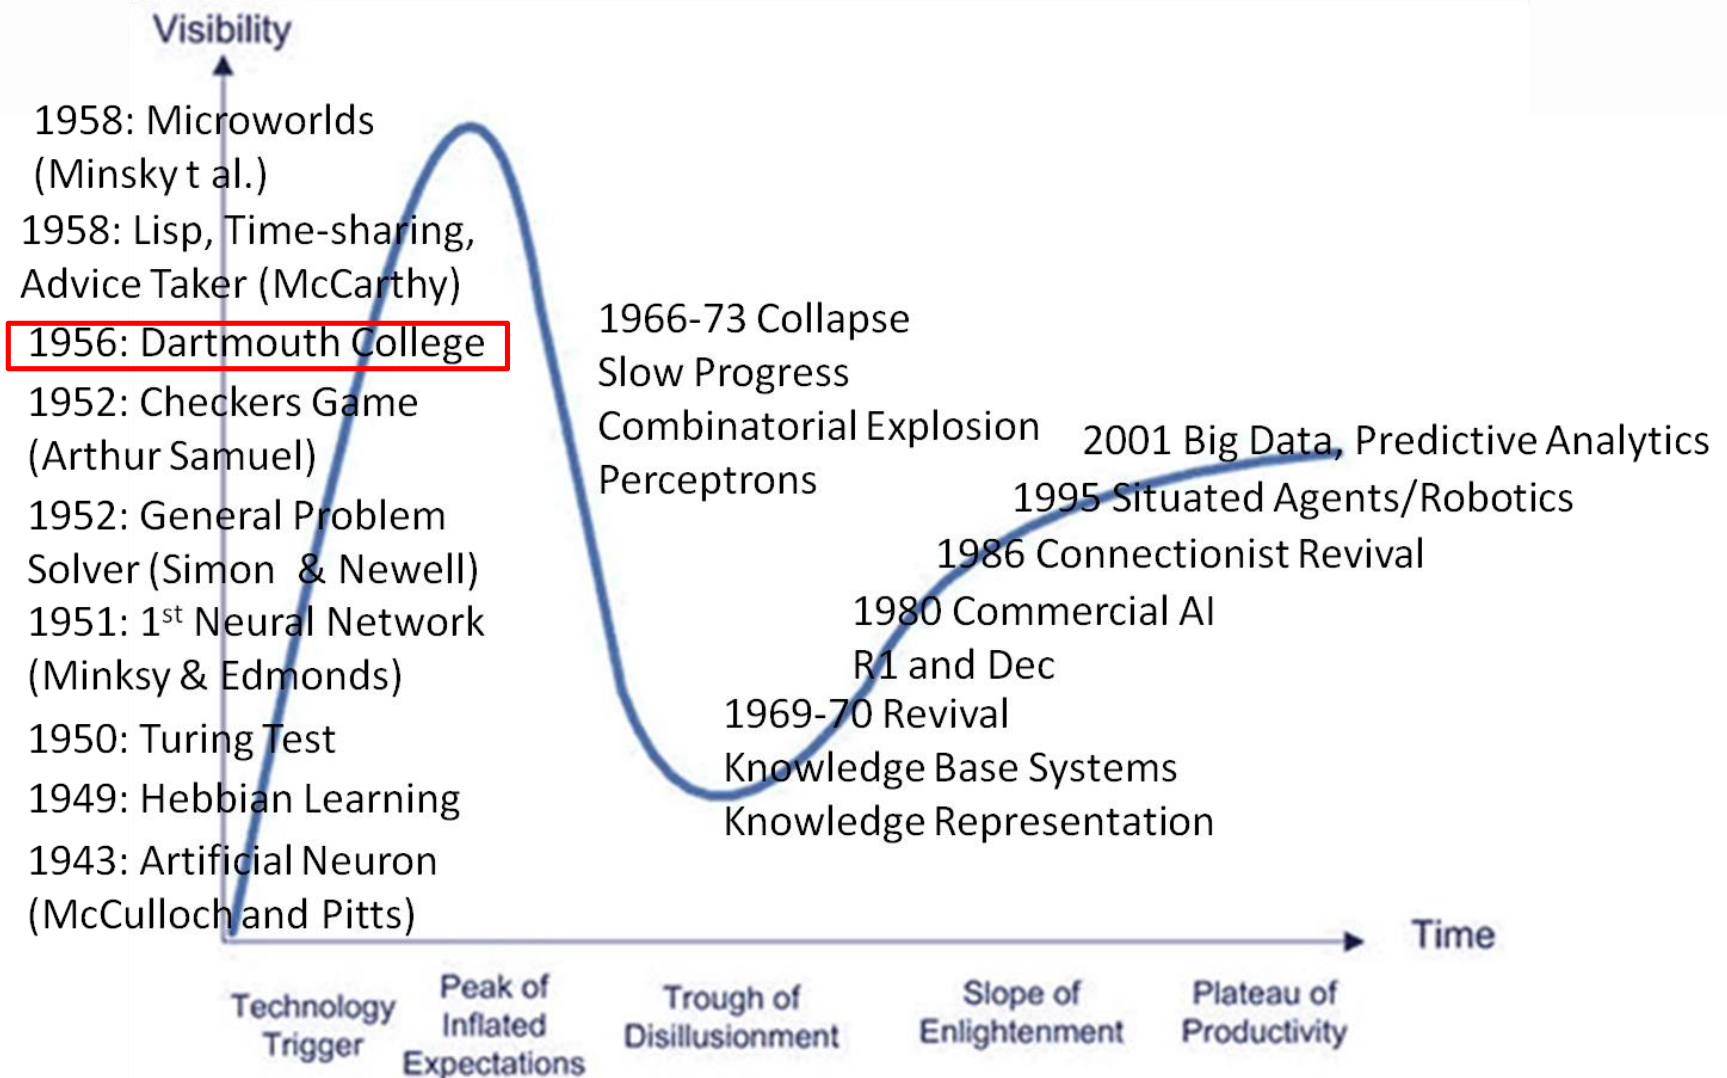 Visibility
1958: Microworlds
(Minsky t al.)
1958: Lisp, Time-sharing,
Advice Taker (McCarthy)
1956: Dartmouth College
1952: Checkers Game
(Arthur Samuel)
1952: General Problem
Solver (Simon & Newell)
1951: 1st Neural Network
(Minksy & Edmonds)
1950: Turing Test
1949: Hebbian Learning
1943: Artificial Neuron
(McCulloch and Pitts)
1966-73 Collapse
Slow Progress
Combinatorial Explosion
Perceptrons
2001 Big Data, Predictive Analytics
1995 Situated Agents/Robotics
1986 Connectionist Revival
1980 Commercial AI
R1 and Dec
1969-70 Revival
Knowledge Base Systems
Knowledge Representation
Time
Technology
Trigger
Peak of
Inflated
Expectations
Trough of
Disillusionment
Slope of
Enlightenment
Plateau of
Productivity